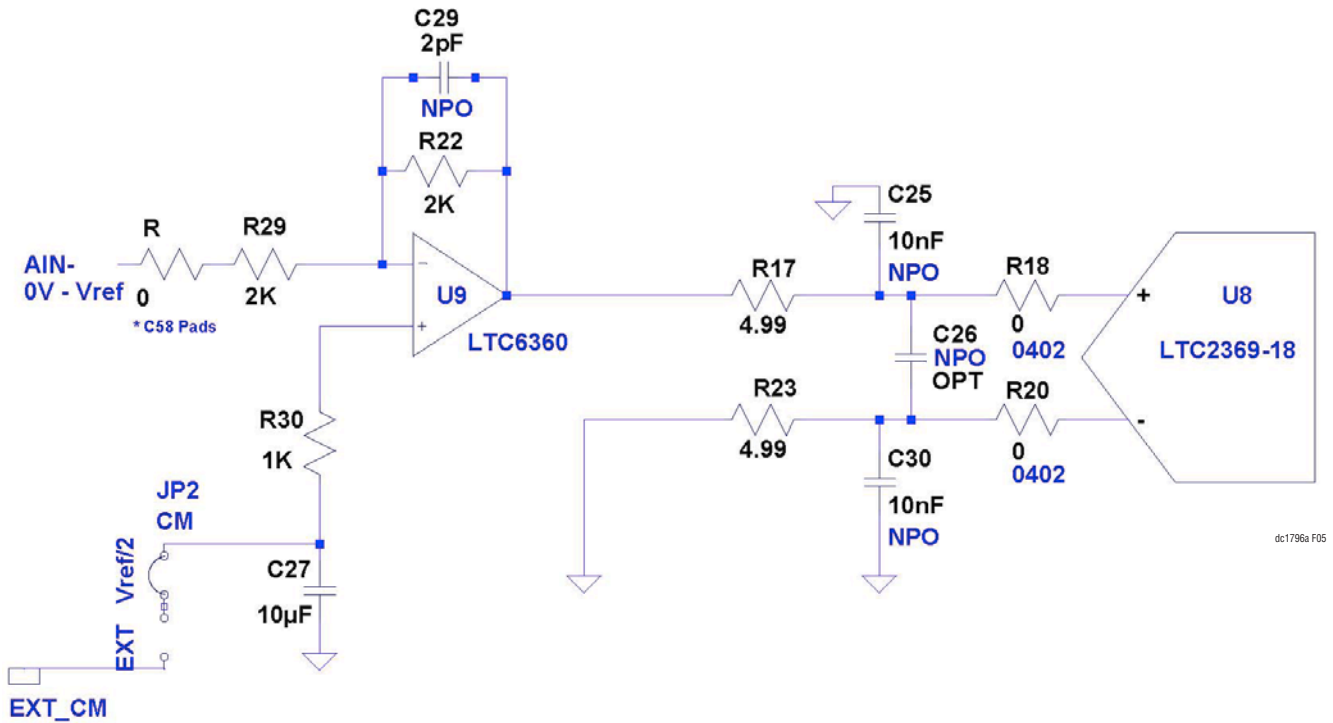 C29
2pF
NPO
R22
2K
R
R29
AIN-
0V - Vref
0
2K
* C58 Pads
−
+
U9
LTC6360
R30
1K
JP2
CM
Vref/2
EXT
C27
10µF
EXT_CM
R17
4.99
C25
10nF
NPO
R18
0
0402
C26
NPO
OPT
R23
4.99
R20
0
0402
C30
10nF
NPO
+
-
U8
LTC2369-18
dc1796a F05